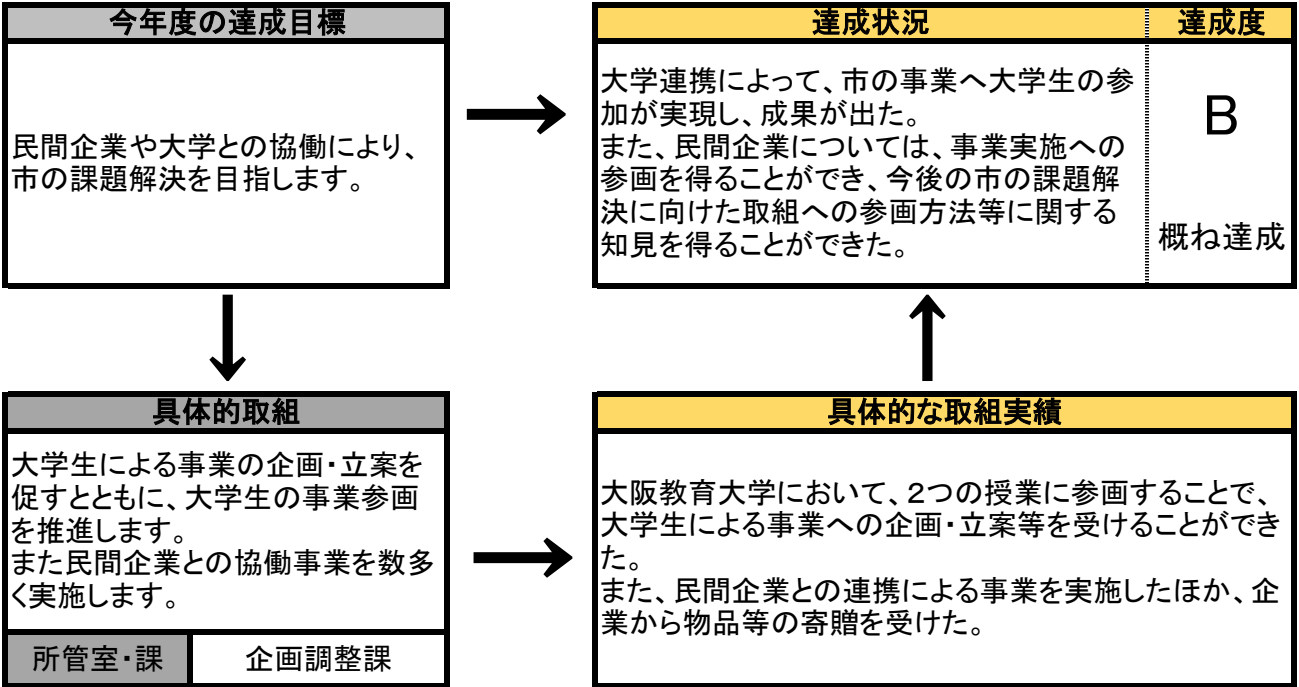 今年度の達成目標
民間企業や大学との協働により、
市の課題解決を目指します。
達成状況
達成度
大学連携によって、市の事業へ大学生の参
加が実現し、成果が出た。
また、民間企業については、事業実施への
参画を得ることができ、今後の市の課題解
決に向けた取組への参画方法等に関する
知見を得ることができた。
B
概ね達成
具体的取組
大学生による事業の企画・立案を
促すとともに、大学生の事業参画
を推進します。
また民間企業との協働事業を数多
く実施します。
所管室・課
企画調整課
具体的な取組実績
大阪教育大学において、2つの授業に参画することで、
大学生による事業への企画・立案等を受けることができ
た。
また、民間企業との連携による事業を実施したほか、企
業から物品等の寄贈を受けた。